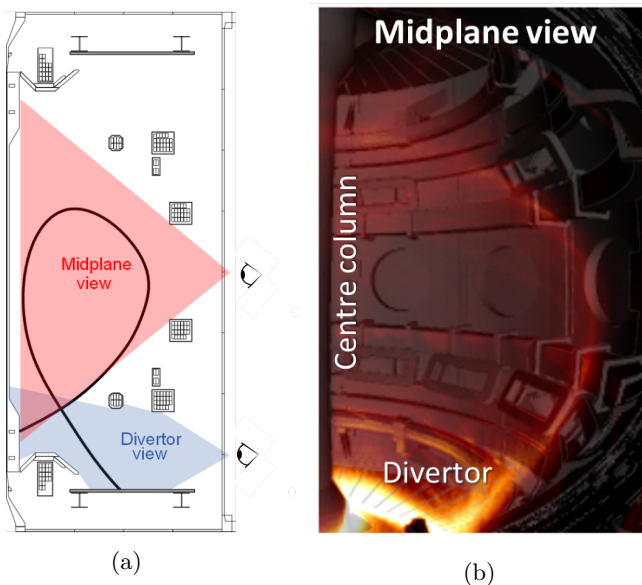 Midplane
view
Divertor
view
(a)
Midplane view
Centre column
Divertor
(b)